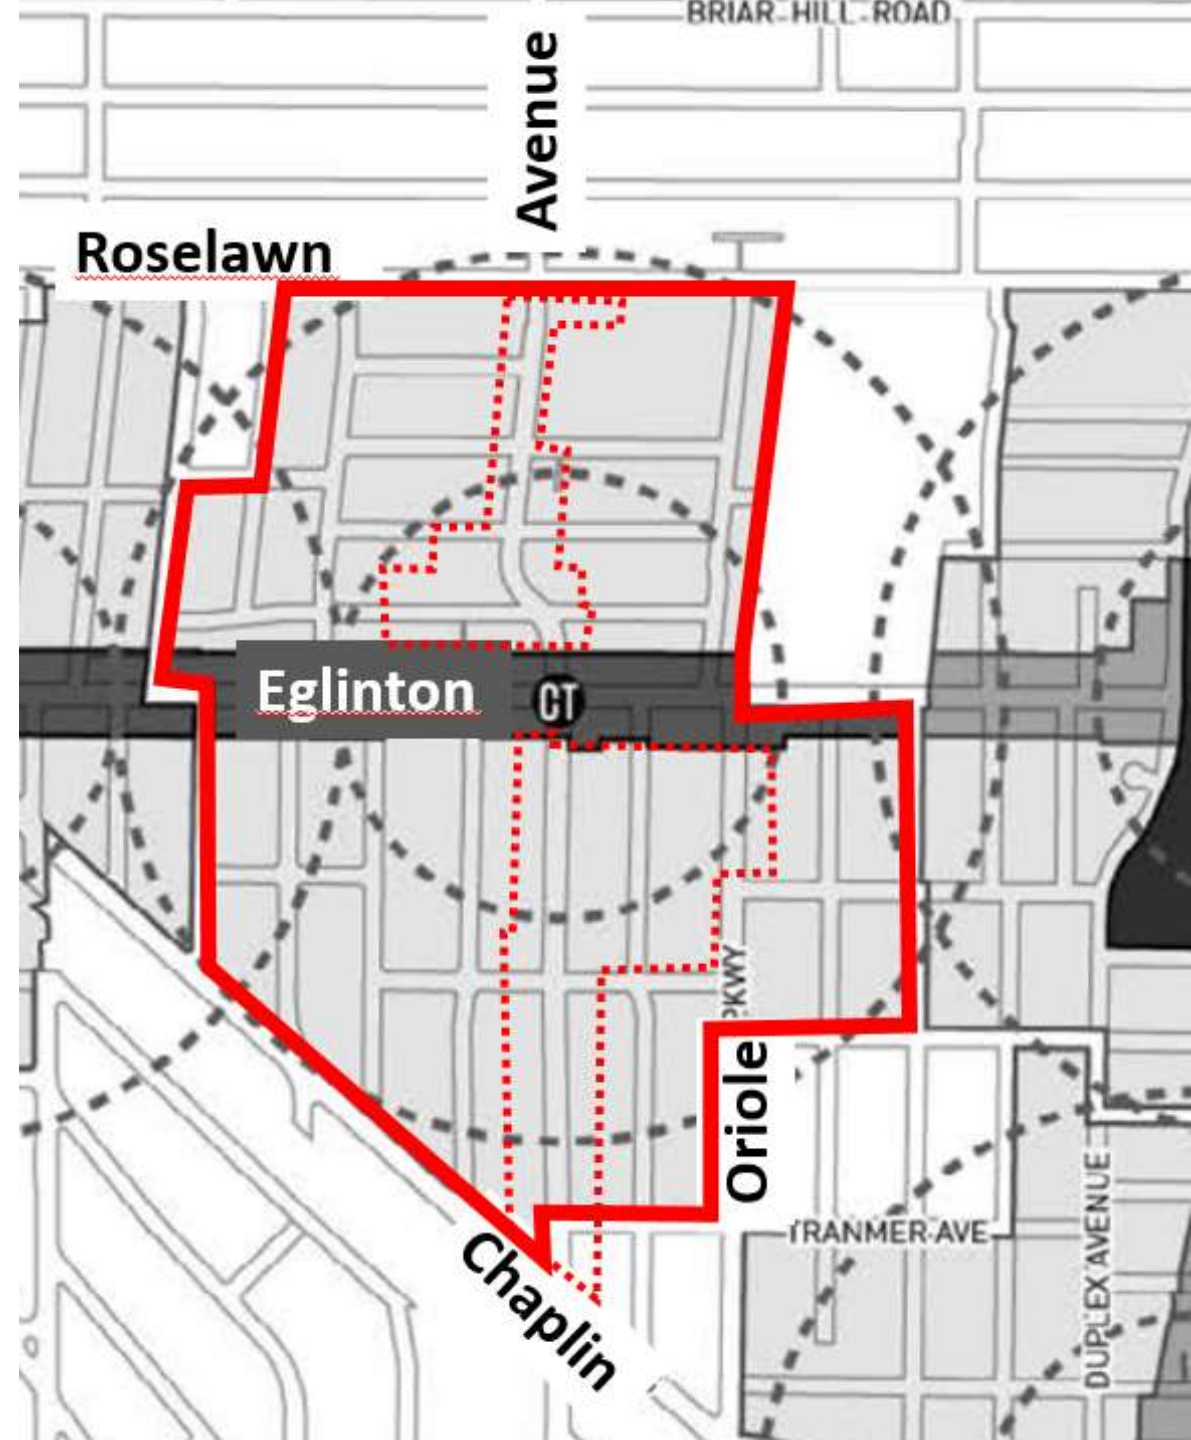 BRIAR HILL ROAD
Avenue
Roselawn
Eglinton
CT
PKWY
Oriole
TRANMER AVE
DUPLEX AVENUE
Chaplin